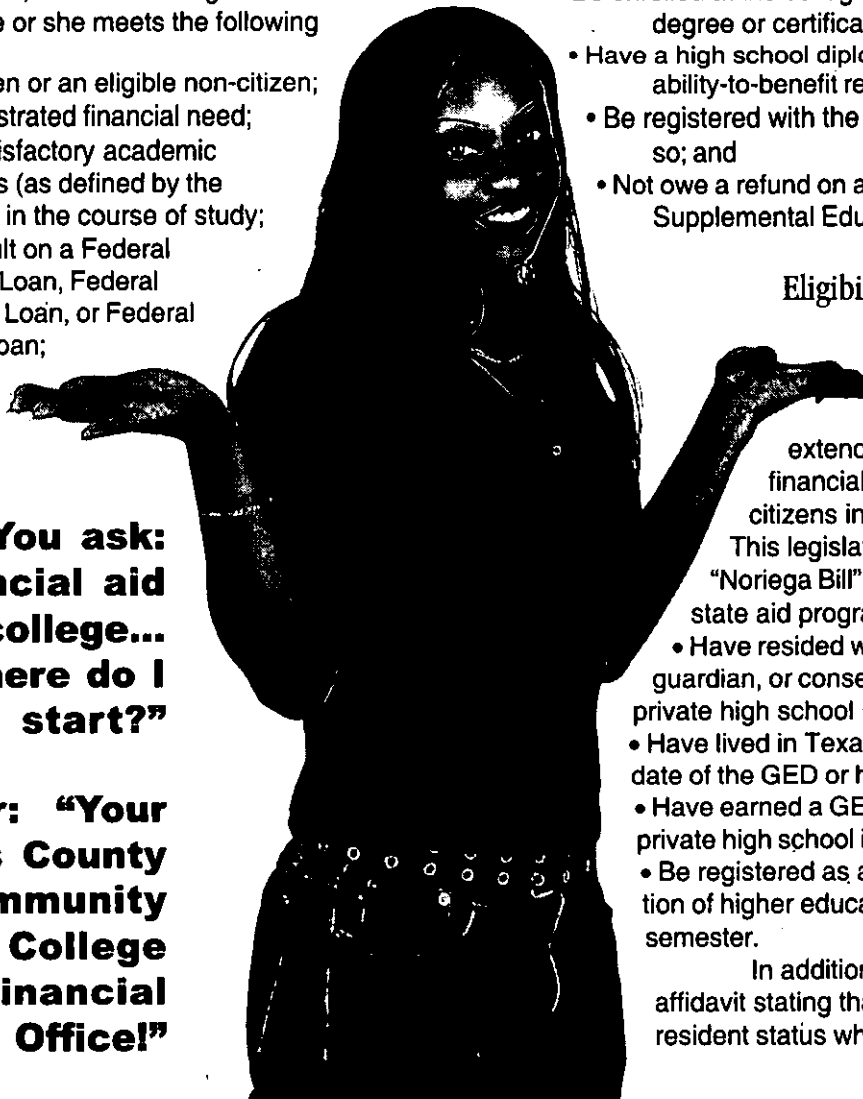 e or she meets the following
en or an eligible non-citizen;
strated financial need;
isfactory academic
s (as defined by the
in the course of study;
ult on a Federal
Loan, Federal
Loan, or Federal
oan;
You ask:
ncial aid
college...
here do I
start?”
r: “Your
s County
mmunity
College
inancial
Office!”
degree or certifica
• Have a high school diplo
ability-to-benefit re
• Be registered with the
so; and
• Not owe a refund on a
Supplemental Edu
Eligibi
extend
financial
citizens in
This legislat
“Noriega Bill”
state aid progra
• Have resided w
guardian, or conse
private high school
• Have lived in Texa
date of the GED or h
• Have earned a GE
private high school i
• Be registered as a
tion of higher educa
semester.
In addition
affidavit stating tha
resident status wh